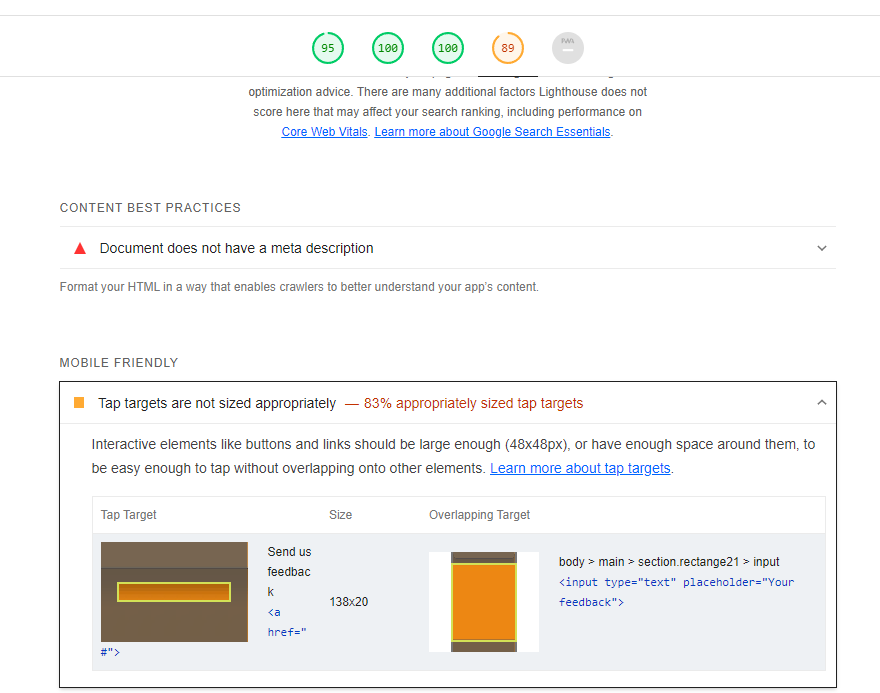 95 100 100 89 PWA
optimization advice. There are many additional factors Lighthouse does not
score here that may affect your search ranking, including performance on
Core Web Vitals. Learn more about Google Search Essentials.
CONTENT BEST PRACTICES
Document does not have a meta description
Format your HTML in a way that enables crawlers to better understand your app's content.
MOBILE FRIENDLY
Tap targets are not sized appropriately — 83% appropriately sized tap targets
Interactive elements like buttons and links should be large enough (48x48px), or have enough space around them, to
be easy enough to tap without overlapping onto other elements. Learn more about tap targets.
Tap Target Size Overlapping Target
Send us
feedbac
k
<a
href="
#">
138x20
body > main > section.rectange21 > input
<input type="text" placeholder="Your
feedback">